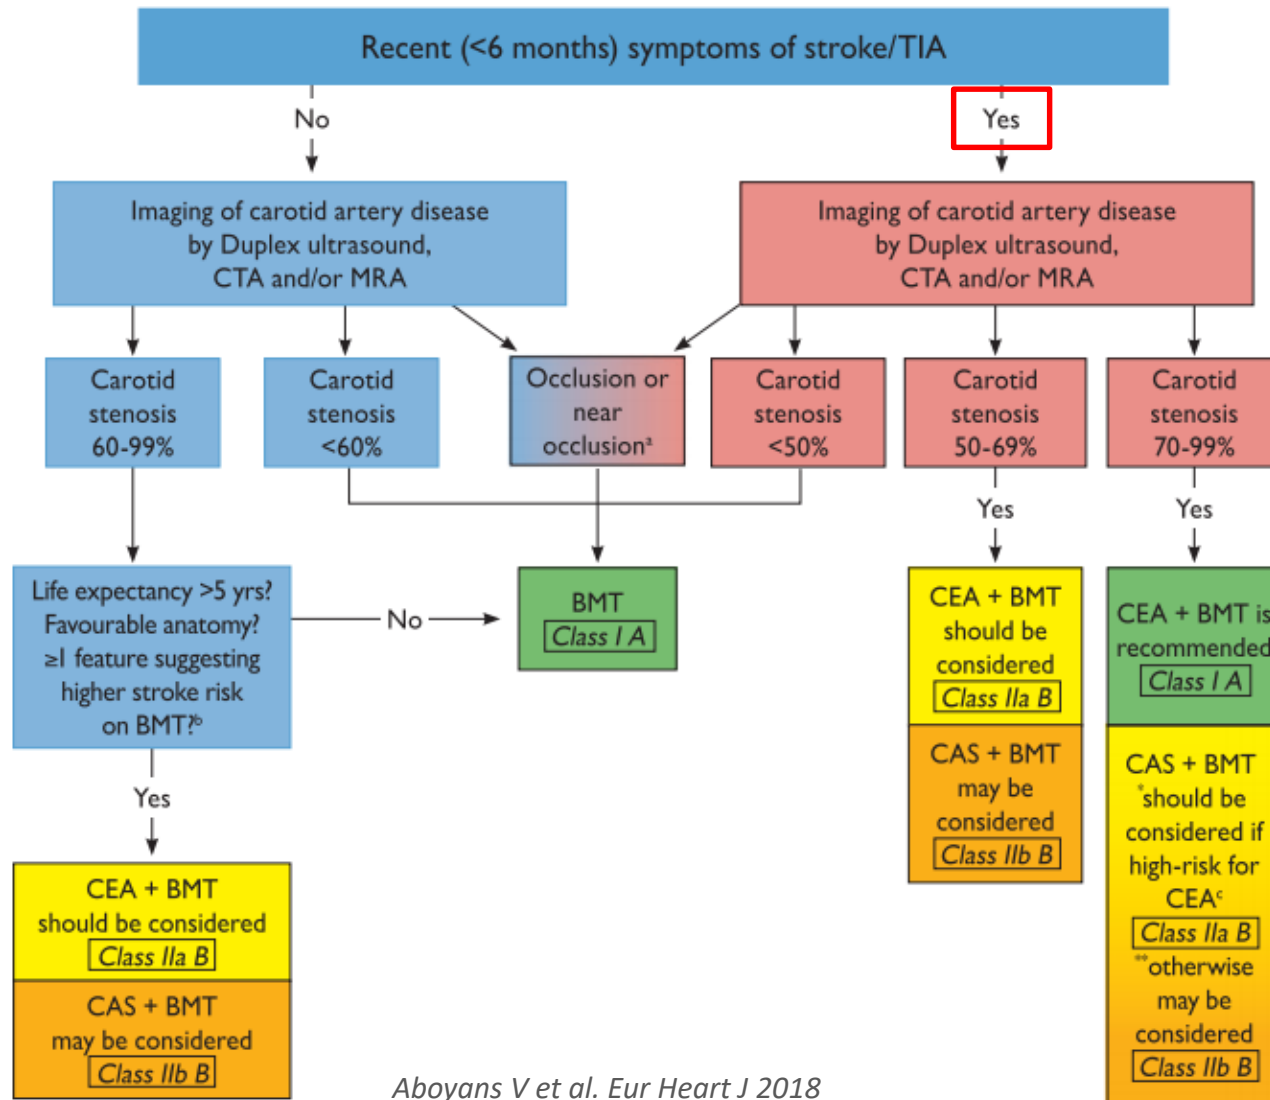 Recent (<6 months) symptoms of stroke/TIA
No
Yes
Imaging of carotid artery disease
by Duplex ultrasound,
CTA and/or MRA
Imaging of carotid artery disease
by Duplex ultrasound,
CTA and/or MRA
Carotid
stenosis
60-99%
Carotid
stenosis
<60%
Occlusion or
near
occlusionᵃ
Carotid
stenosis
<50%
Carotid
stenosis
50-69%
Carotid
stenosis
70-99%
Yes
Yes
Life expectancy >5 yrs?
Favourable anatomy?
≥1 feature suggesting
higher stroke risk
on BMT?ᵇ
No
BMT
Class I A
CEA + BMT
should be
considered
Class IIa B
CAS + BMT
may be
considered
Class IIb B
CEA + BMT is
recommended
Class I A
CAS + BMT
*should be
considered if
high-risk for
CEAᶜ
Class IIa B
**otherwise
may be
considered
Class IIb B
Yes
CEA + BMT
should be considered
Class IIa B
CAS + BMT
may be considered
Class IIb B
Aboyans V et al. Eur Heart J 2018